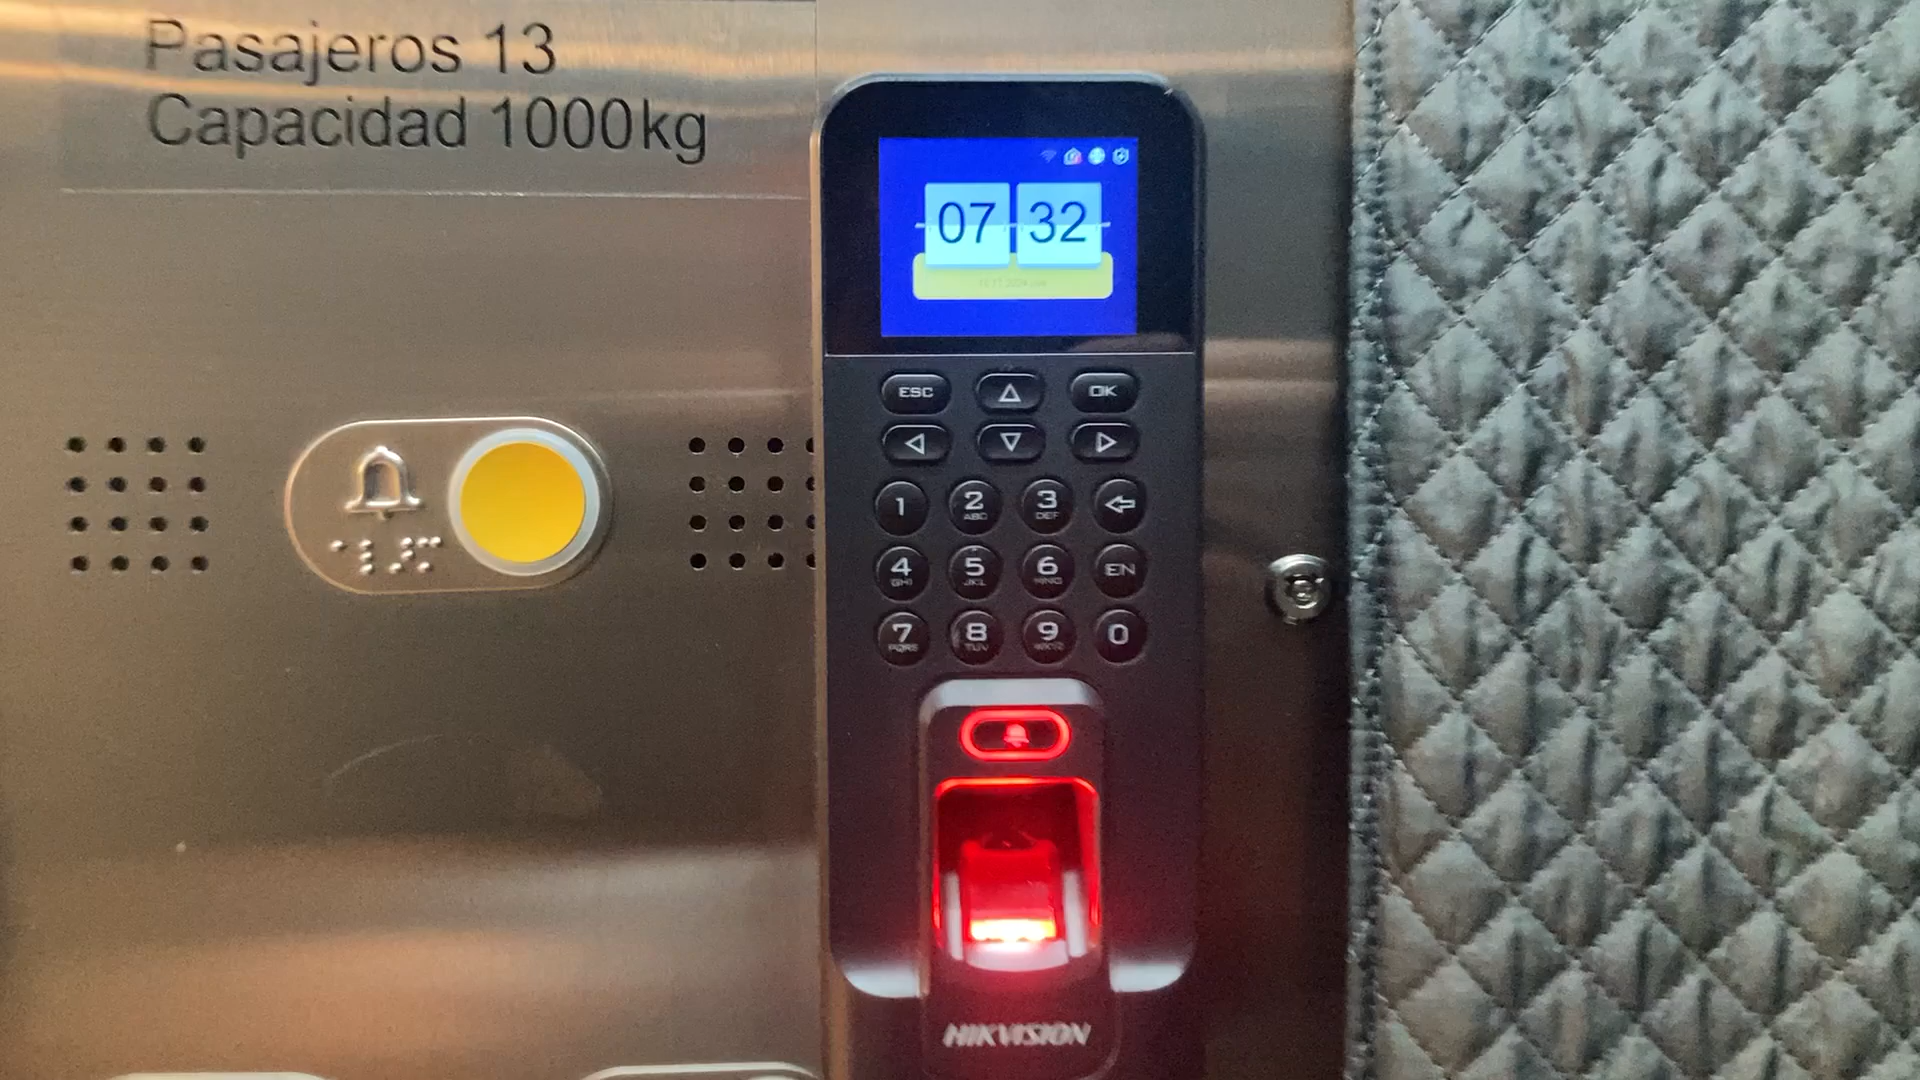 Pasajeros 13
Capacidad 1000kg
07 32
ESC
OK
1
2 ABC
3 DEF
4 GHI
5 JKL
6 MNO
EN
7 PQRS
8 TUV
9 WXYZ
0
HIKVISION